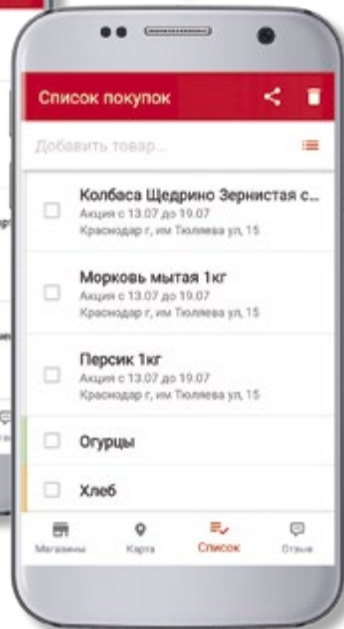 Список покупок
Добавить товар...
Колбаса Щедрино Зернистая с...
Акция с 13.07 до 19.07
Краснодар г, им Тюляева ул, 15
Морковь мытая 1кг
Акция с 13.07 до 19.07
Краснодар г, им Тюляева ул, 15
Персик 1кг
Акция с 13.07 до 19.07
Краснодар г, им Тюляева ул, 15
Огурцы
Хлеб
Магазины Карта Список Отзыв